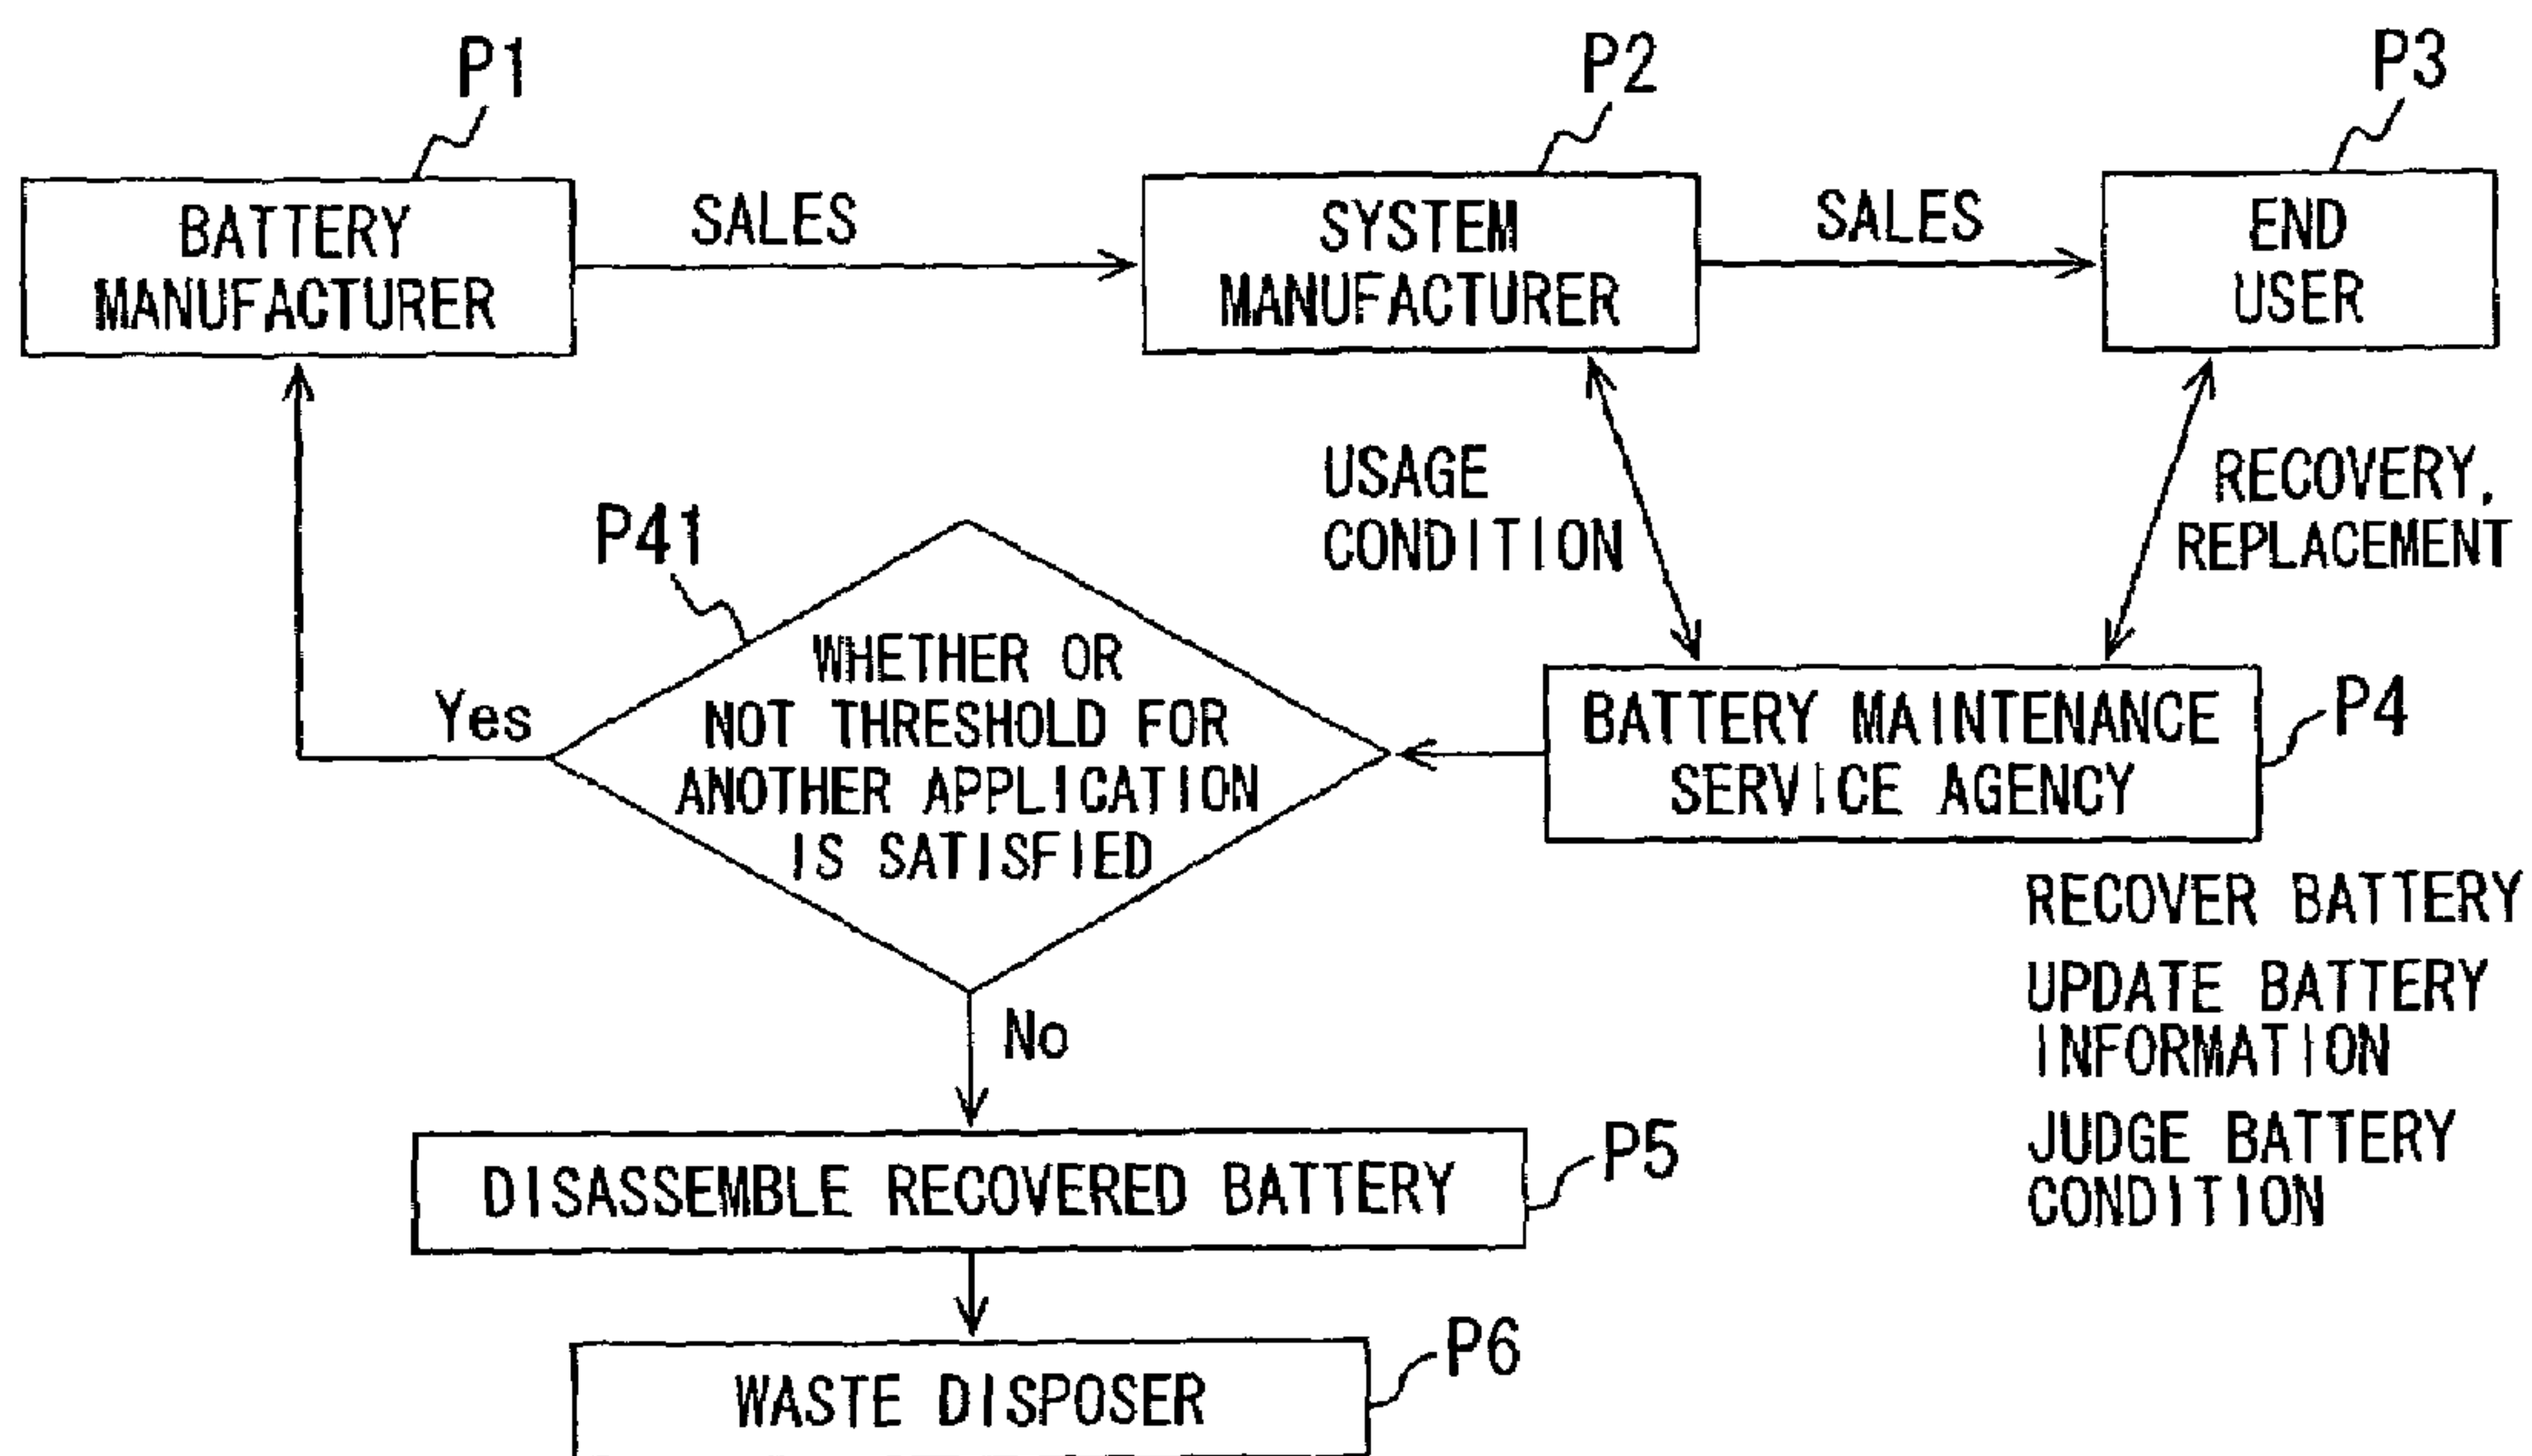 P1
P2
P3
BATTERY
MANUFACTURER
SALES
SYSTEM
MANUFACTURER
SALES
END
USER
USAGE
CONDITION
RECOVERY,
REPLACEMENT
P41
WHETHER OR
NOT THRESHOLD FOR
ANOTHER APPLICATION
IS SATISFIED
Yes
BATTERY MAINTENANCE
SERVICE AGENCY
P4
RECOVER BATTERY
UPDATE BATTERY
INFORMATION
JUDGE BATTERY
CONDITION
No
DISASSEMBLE RECOVERED BATTERY
P5
WASTE DISPOSER
P6